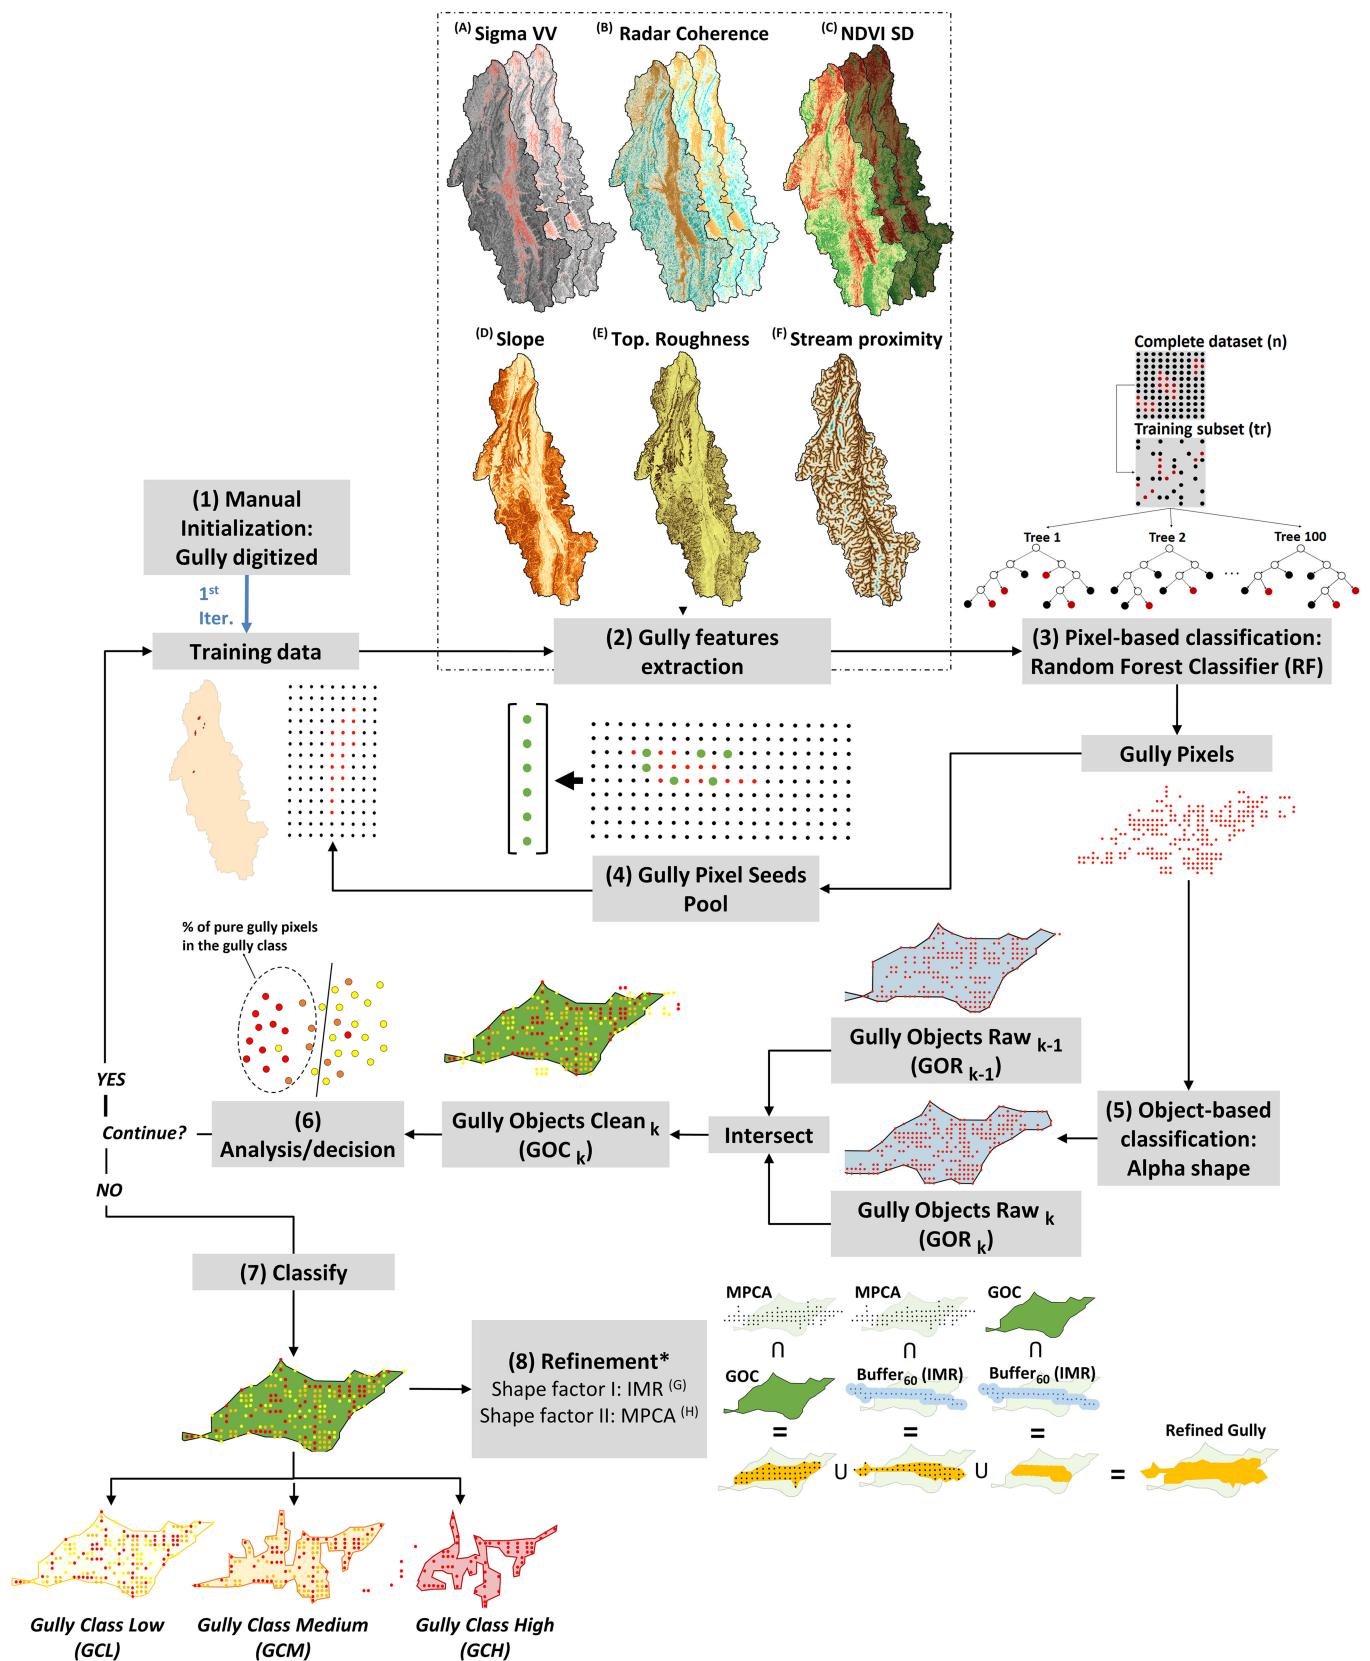 (A) Sigma VV
(B) Radar Coherence
(C) NDVI SD
(D) Slope
(E) Top. Roughness
(F) Stream proximity
Complete dataset (n)
Training subset (tr)
Tree 1
Tree 2
Tree 100
...
(1) Manual
Initialization:
Gully digitized
1st
Iter.
Training data
(2) Gully features
extraction
(3) Pixel-based classification:
Random Forest Classifier (RF)
Gully Pixels
(4) Gully Pixel Seeds
Pool
% of pure gully pixels
in the gully class
Gully Objects Raw k-1
(GOR k-1)
(5) Object-based
classification:
Alpha shape
Intersect
Gully Objects Clean k
(GOC k)
(6)
Analysis/decision
YES
Continue?
NO
Gully Objects Raw k
(GOR k)
(7) Classify
(8) Refinement*
Shape factor I: IMR (G)
Shape factor II: MPCA (H)
MPCA
MPCA
GOC
∩
∩
∩
GOC
Buffer60 (IMR)
Buffer60 (IMR)
=
=
=
Refined Gully
U
U
=
Gully Class Low
(GCL)
Gully Class Medium
(GCM)
Gully Class High
(GCH)